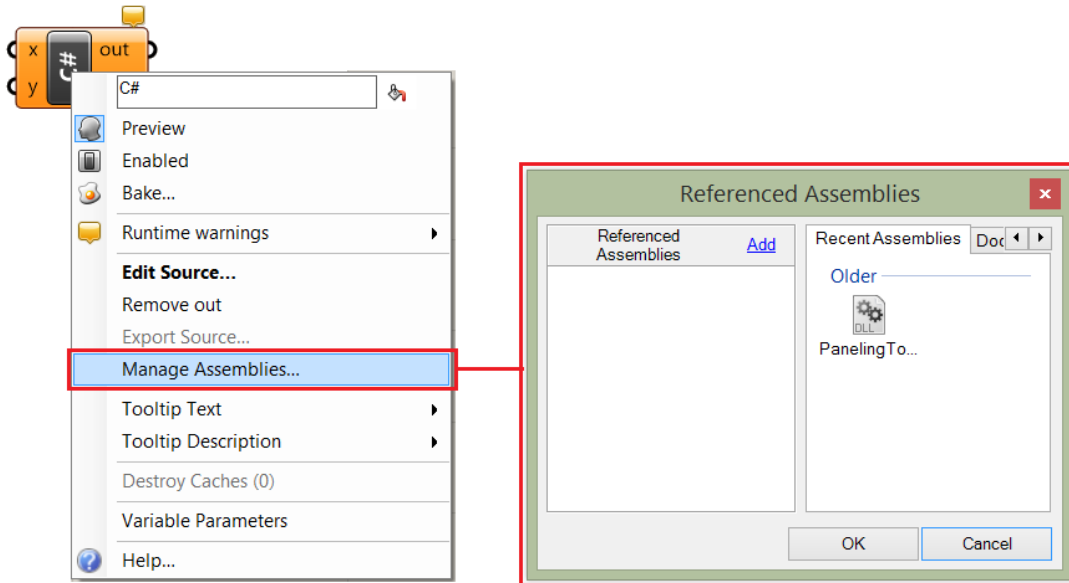 x
out
#
C
y
C#
Preview
Enabled
Bake...
Runtime warnings
Edit Source...
Remove out
Export Source...
Manage Assemblies...
Tooltip Text
Tooltip Description
Destroy Caches (0)
Variable Parameters
Help...
Referenced Assemblies
Referenced
Assemblies
Add
Recent Assemblies
Doc
Older
DLL
PanelingTo...
OK
Cancel